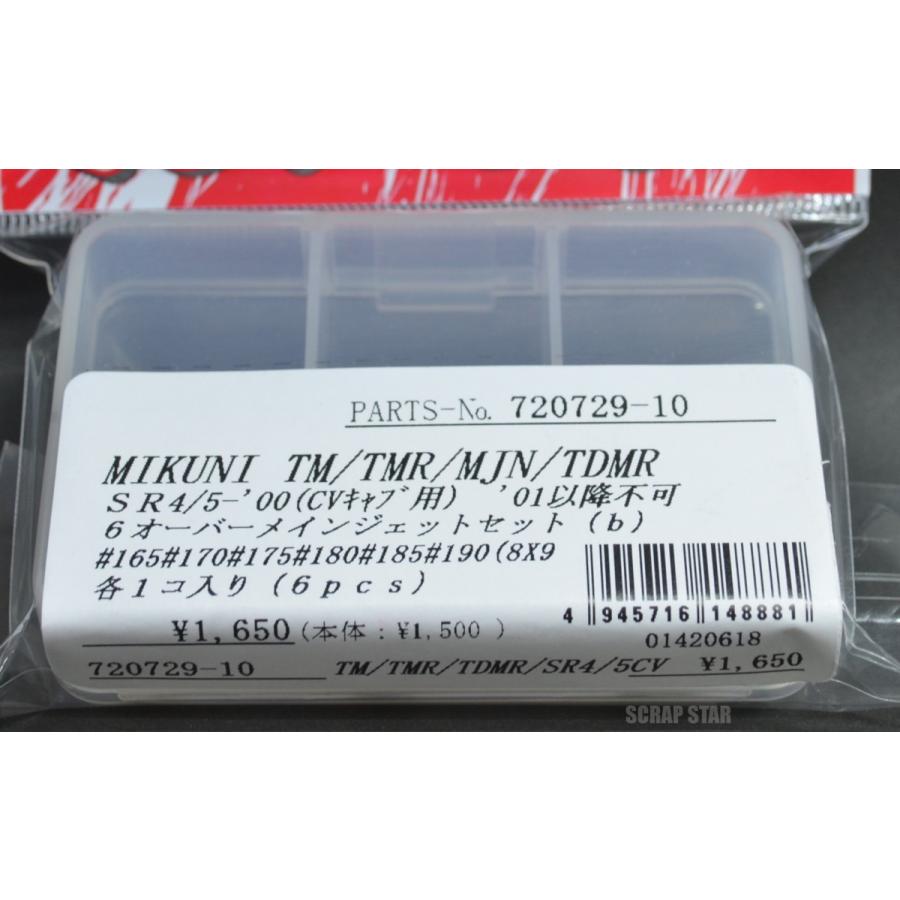 PARTS-No. 720729-10
MIKUNI TM/TMR/MJN/TDMR
SR4/5-'00(CVｷｬﾌﾞ用) '01以降不可
6オーバーメインジェットセット(b)
#165#170#175#180#185#190(8X9
各1コ入り(6pcs)
4 945716 148881
¥1,650(本体:¥1,500 )
01420618
720729-10 TM/TMR/TDMR/SR4/5CV ¥1,650
SCRAP STAR